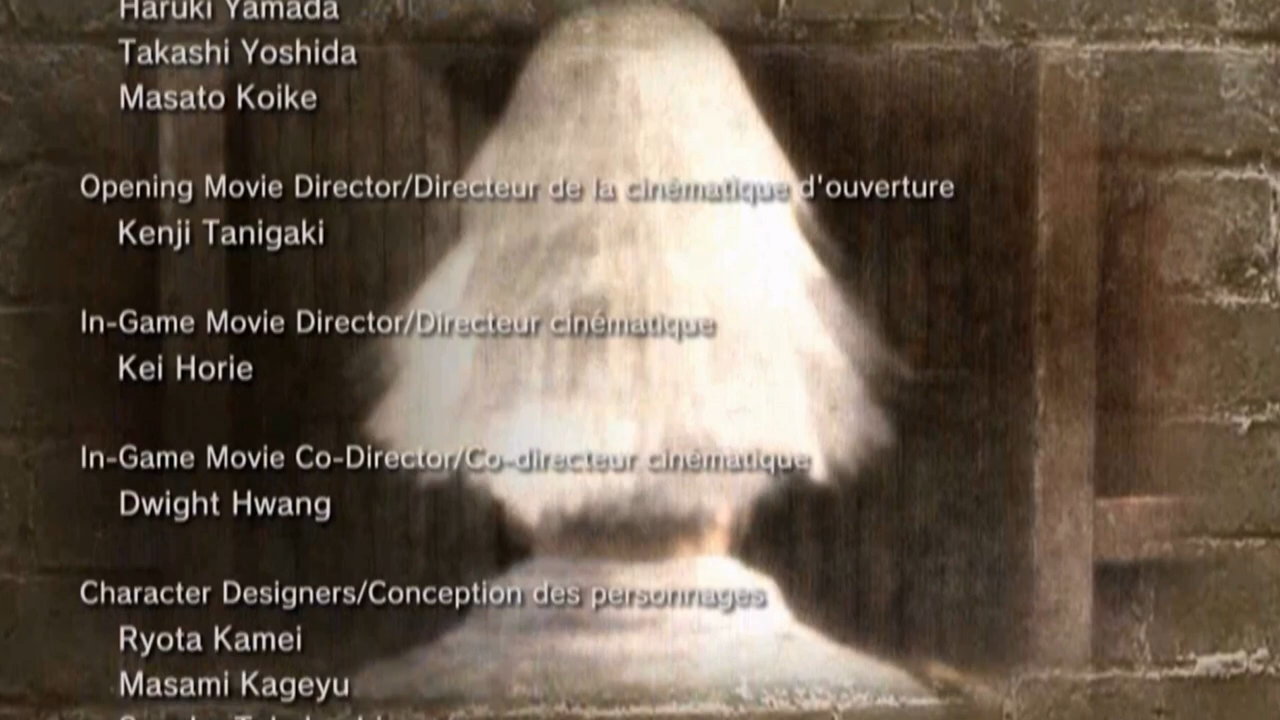 Haruki Yamada
Takashi Yoshida
Masato Koike
Opening Movie Director/Directeur de la cinématique d'ouverture
Kenji Tanigaki
In-Game Movie Director/Directeur cinématique
Kei Horie
In-Game Movie Co-Director/Co-directeur cinématique
Dwight Hwang
Character Designers/Conception des personnages
Ryota Kamei
Masami Kageyu